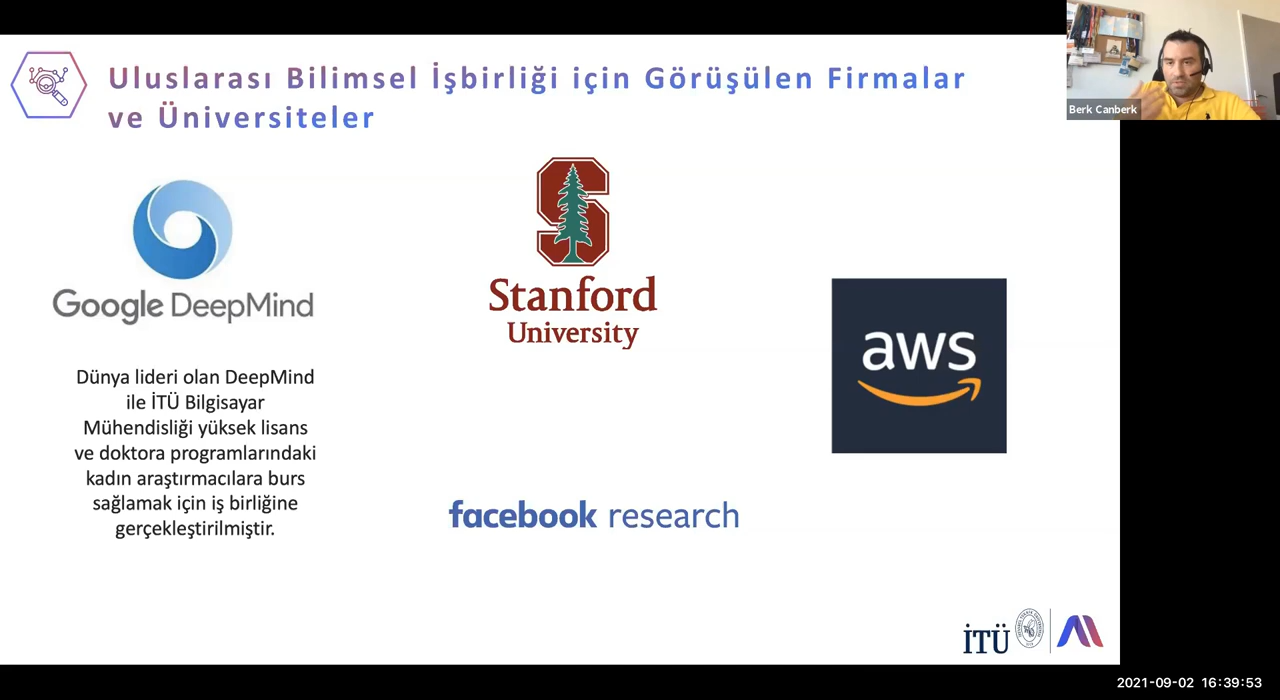 Uluslarası Bilimsel İşbirliği için Görüşülen Firmalar
ve Üniversiteler
Berk Canberk
Google DeepMind
Dünya lideri olan DeepMind
ile İTÜ Bilgisayar
Mühendisliği yüksek lisans
ve doktora programlarındaki
kadın araştırmacılara burs
sağlamak için iş birliğine
gerçekleştirilmiştir.
Stanford
University
facebook research
aws
İTÜ
2021-09-02 16:39:53